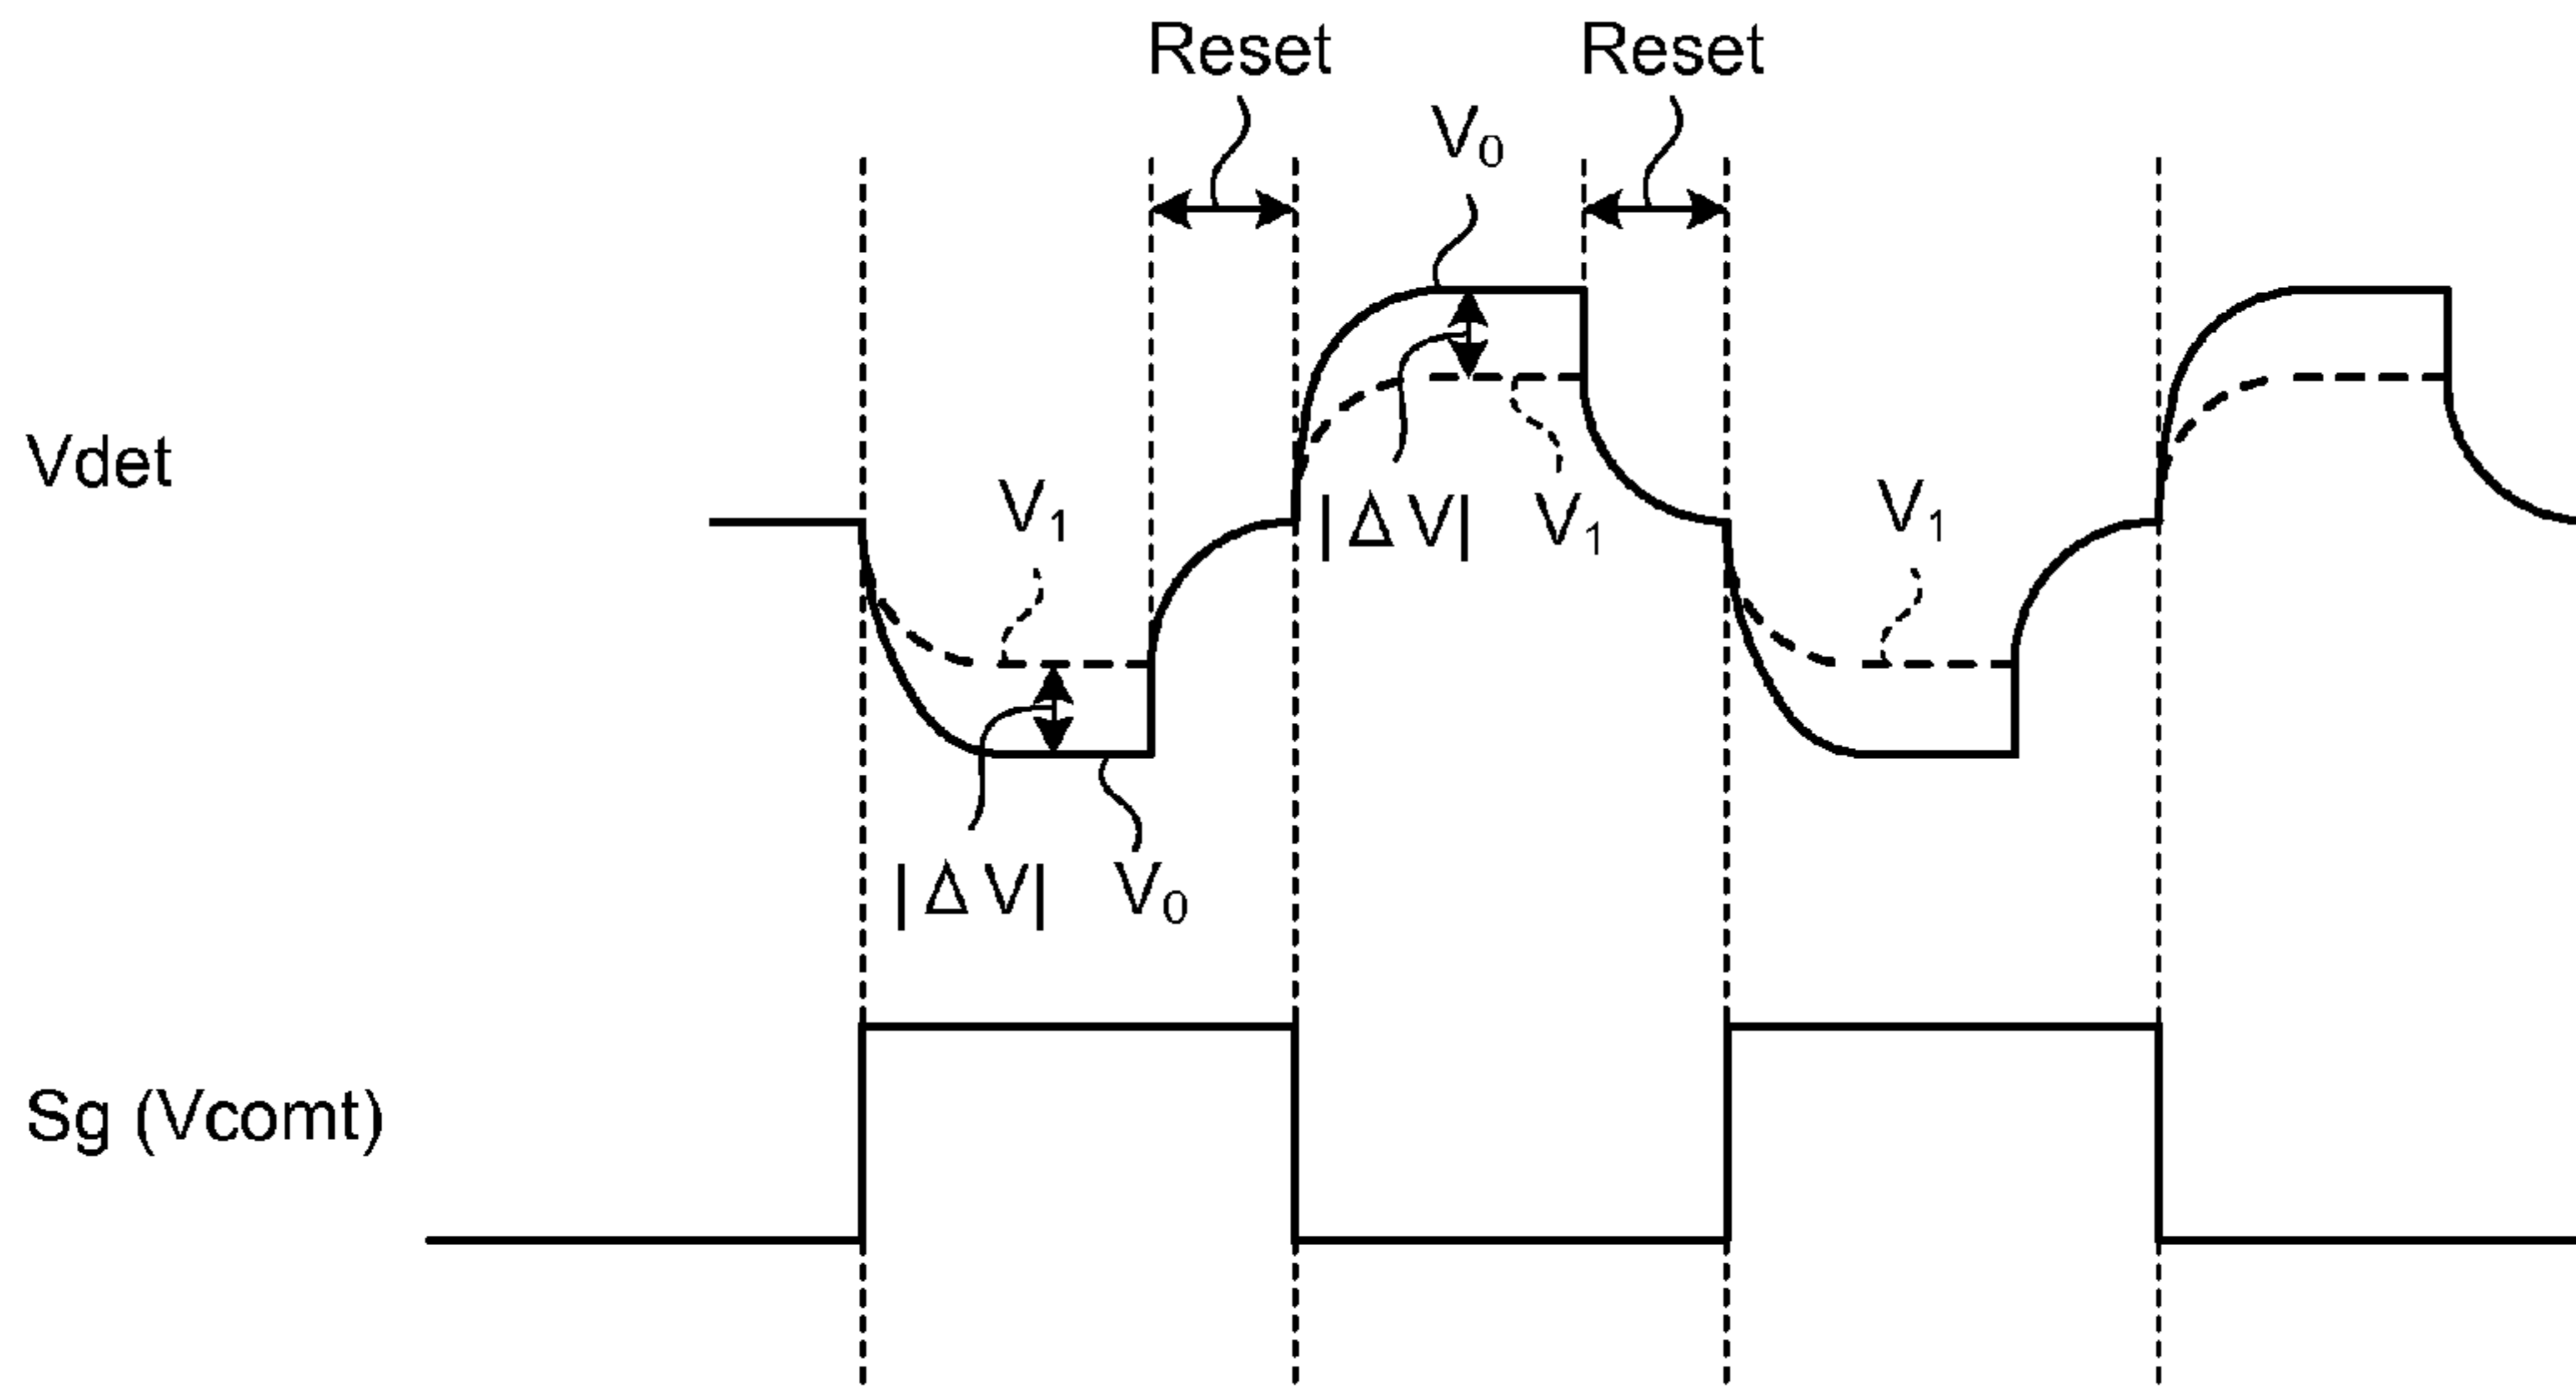 Reset Reset
V₀
Vdet
V₁ |ΔV| V₁ V₁
|ΔV| V₀
Sg (Vcomt)